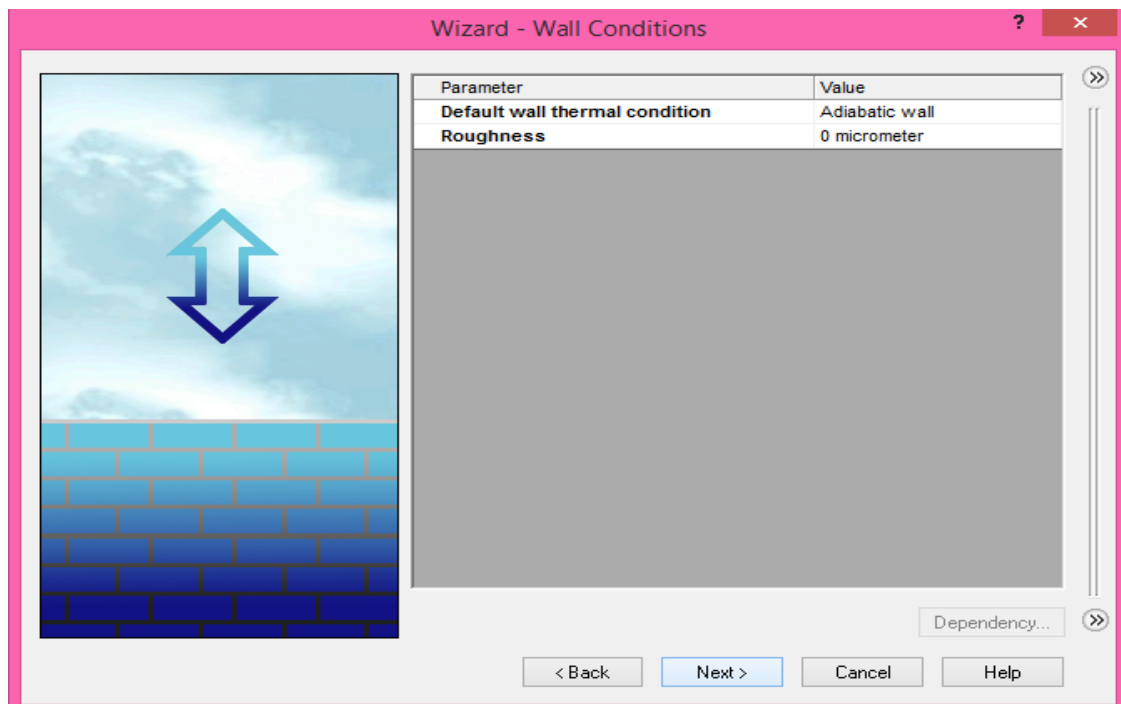 Wizard - Wall Conditions ? ×
Parameter Value
Default wall thermal condition Adiabatic wall
Roughness 0 micrometer
Dependency...
< Back Next > Cancel Help